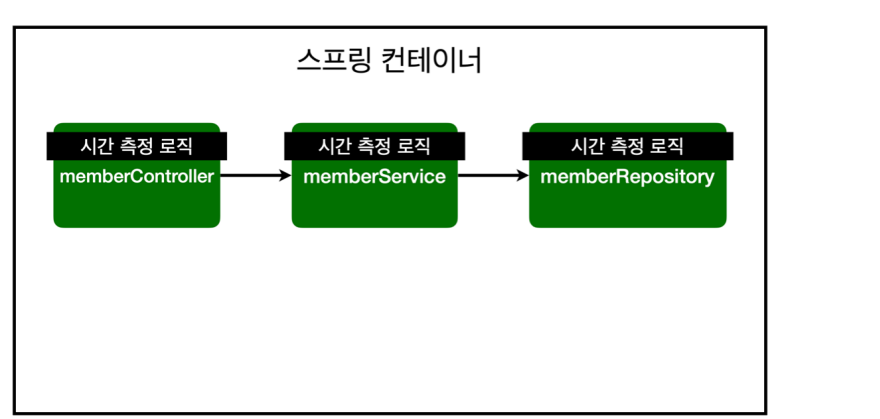 스프링 컨테이너
시간 측정 로직
memberController
시간 측정 로직
memberService
시간 측정 로직
memberRepository